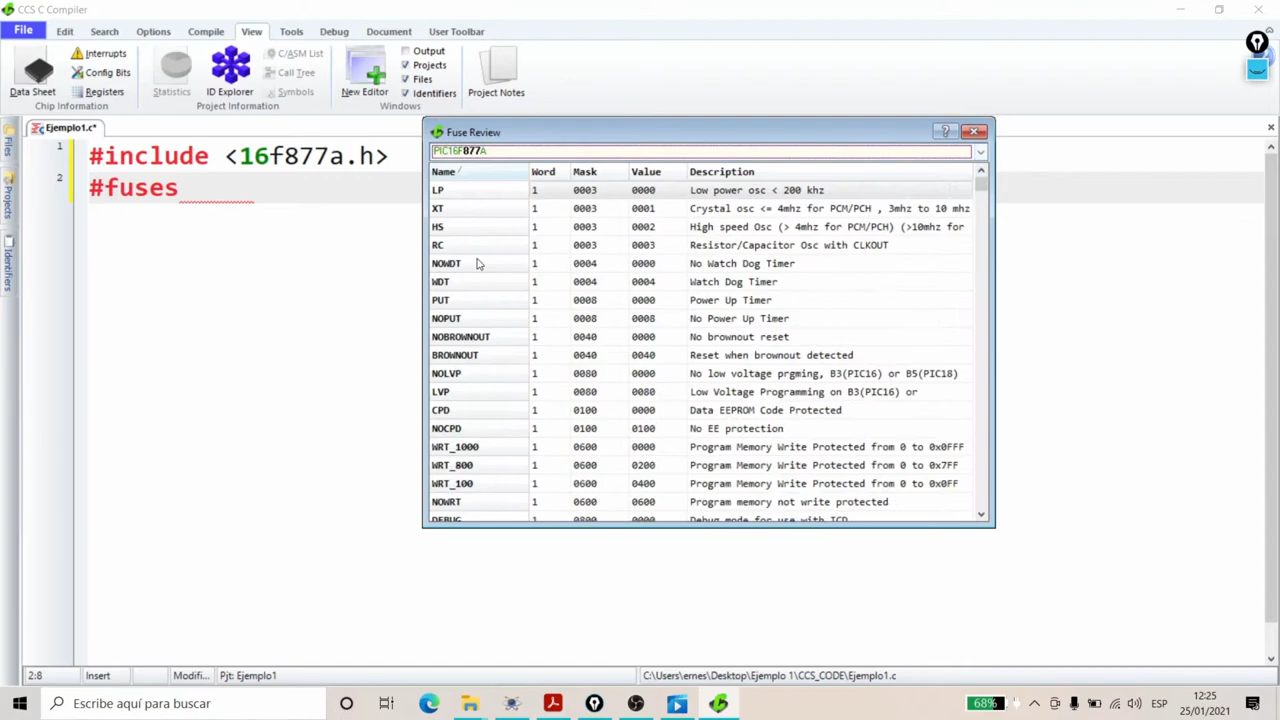 CCS C Compiler
File Edit Search Options Compile View Tools Debug Document User Toolbar
Interrupts
Config Bits
Registers
Data Sheet
Chip Information
Statistics
ID Explorer
C/ASM List
Call Tree
Symbols
Project Information
New Editor
Output
Projects
Files
Identifiers
Windows
Project Notes
Ejemplo1.c*
Files
Projects
Identifiers
1 #include <16f877a.h>
2 #fuses
Fuse Review
PIC16F877A
Name Word Mask Value Description
LP 1 0003 0000 Low power osc < 200 khz
XT 1 0003 0001 Crystal osc <= 4mhz for PCM/PCH , 3mhz to 10 mhz
HS 1 0003 0002 High speed Osc (> 4mhz for PCM/PCH) (>10mhz for
RC 1 0003 0003 Resistor/Capacitor Osc with CLKOUT
NOWDT 1 0004 0000 No Watch Dog Timer
WDT 1 0004 0004 Watch Dog Timer
PUT 1 0008 0000 Power Up Timer
NOPUT 1 0008 0008 No Power Up Timer
NOBROWNOUT 1 0040 0000 No brownout reset
BROWNOUT 1 0040 0040 Reset when brownout detected
NOLVP 1 0080 0000 No low voltage prgming, B3(PIC16) or B5(PIC18)
LVP 1 0080 0080 Low Voltage Programming on B3(PIC16) or
CPD 1 0100 0000 Data EEPROM Code Protected
NOCPD 1 0100 0100 No EE protection
WRT_1000 1 0600 0000 Program Memory Write Protected from 0 to 0x0FFF
WRT_800 1 0600 0200 Program Memory Write Protected from 0 to 0x7FF
WRT_100 1 0600 0400 Program Memory Write Protected from 0 to 0x0FF
NOWRT 1 0600 0600 Program memory not write protected
DEBUG 1 0800 0000 Debug mode for use with ICD
2:8 Insert Modifi... Pjt: Ejemplo1 C:\Users\ernes\Desktop\Ejemplo 1\CCS_CODE\Ejemplo1.c
Escribe aquí para buscar
68%
ESP
12:25
25/01/2021